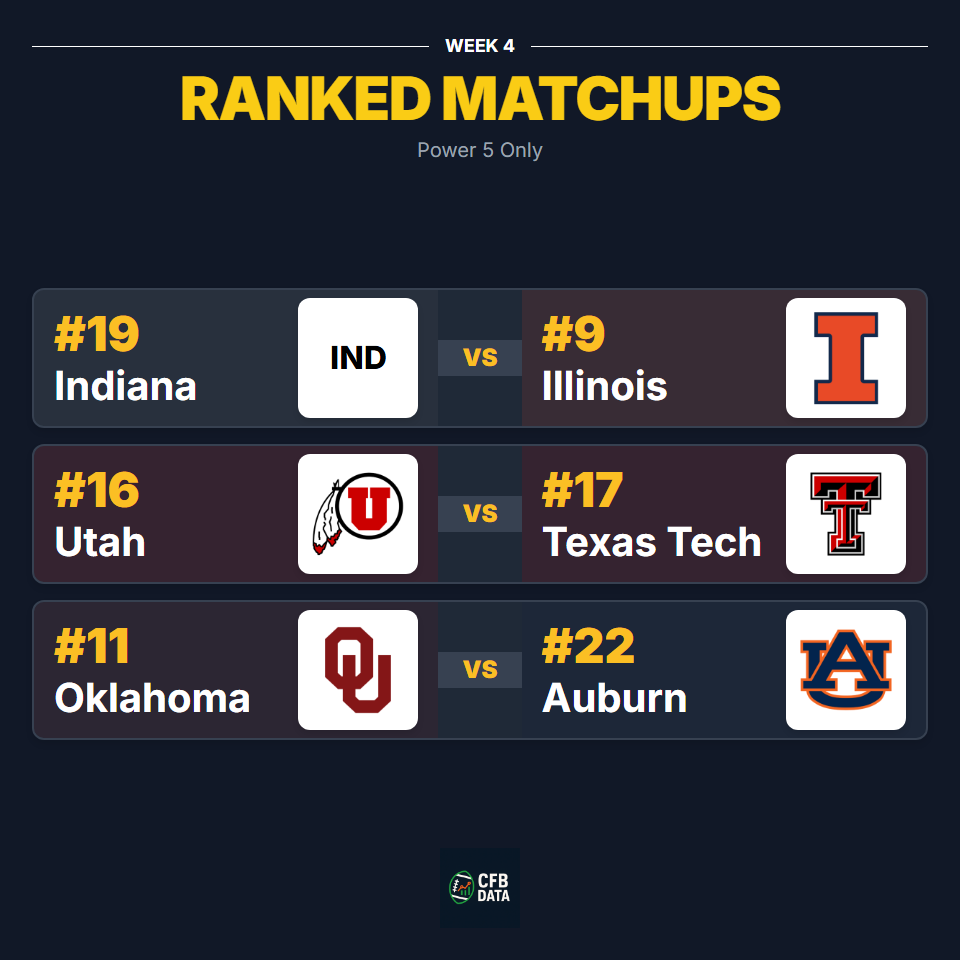 WEEK 4
RANKED MATCHUPS
Power 5 Only
#19
Indiana
IND
VS
#9
Illinois
I
#16
Utah
U
VS
#17
Texas Tech
T
#11
Oklahoma
OU
VS
#22
Auburn
AU
CFB
DATA